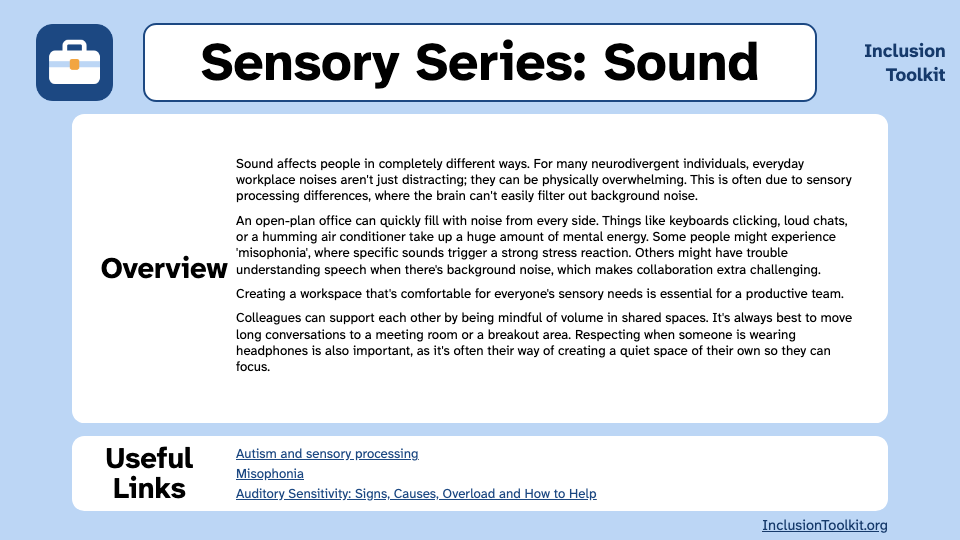 Sensory Series: Sound
Inclusion
Toolkit
Overview
Sound affects people in completely different ways. For many neurodivergent individuals, everyday
workplace noises aren't just distracting; they can be physically overwhelming. This is often due to sensory
processing differences, where the brain can't easily filter out background noise.
An open-plan office can quickly fill with noise from every side. Things like keyboards clicking, loud chats,
or a humming air conditioner take up a huge amount of mental energy. Some people might experience
'misophonia', where specific sounds trigger a strong stress reaction. Others might have trouble
understanding speech when there's background noise, which makes collaboration extra challenging.
Creating a workspace that's comfortable for everyone's sensory needs is essential for a productive team.
Colleagues can support each other by being mindful of volume in shared spaces. It's always best to move
long conversations to a meeting room or a breakout area. Respecting when someone is wearing
headphones is also important, as it's often their way of creating a quiet space of their own so they can
focus.
Useful
Links
Autism and sensory processing
Misophonia
Auditory Sensitivity: Signs, Causes, Overload and How to Help
InclusionToolkit.org